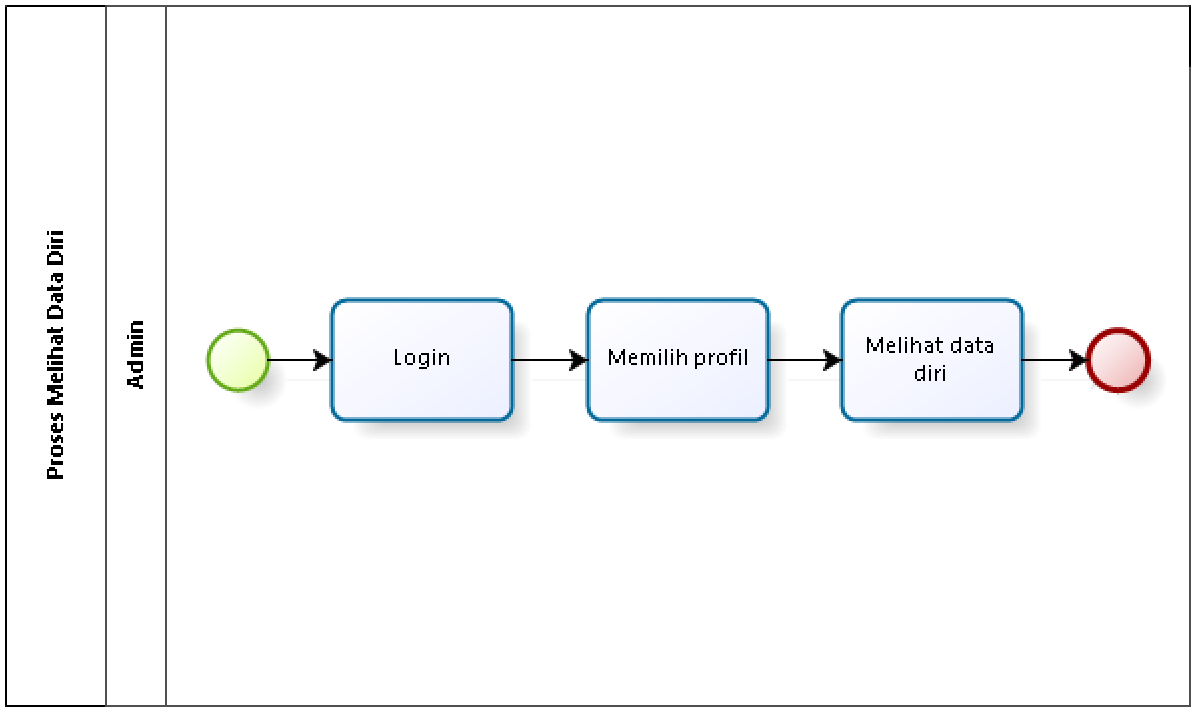 Proses Melihat Data Diri
Admin
Login
Memilih profil
Melihat data
diri